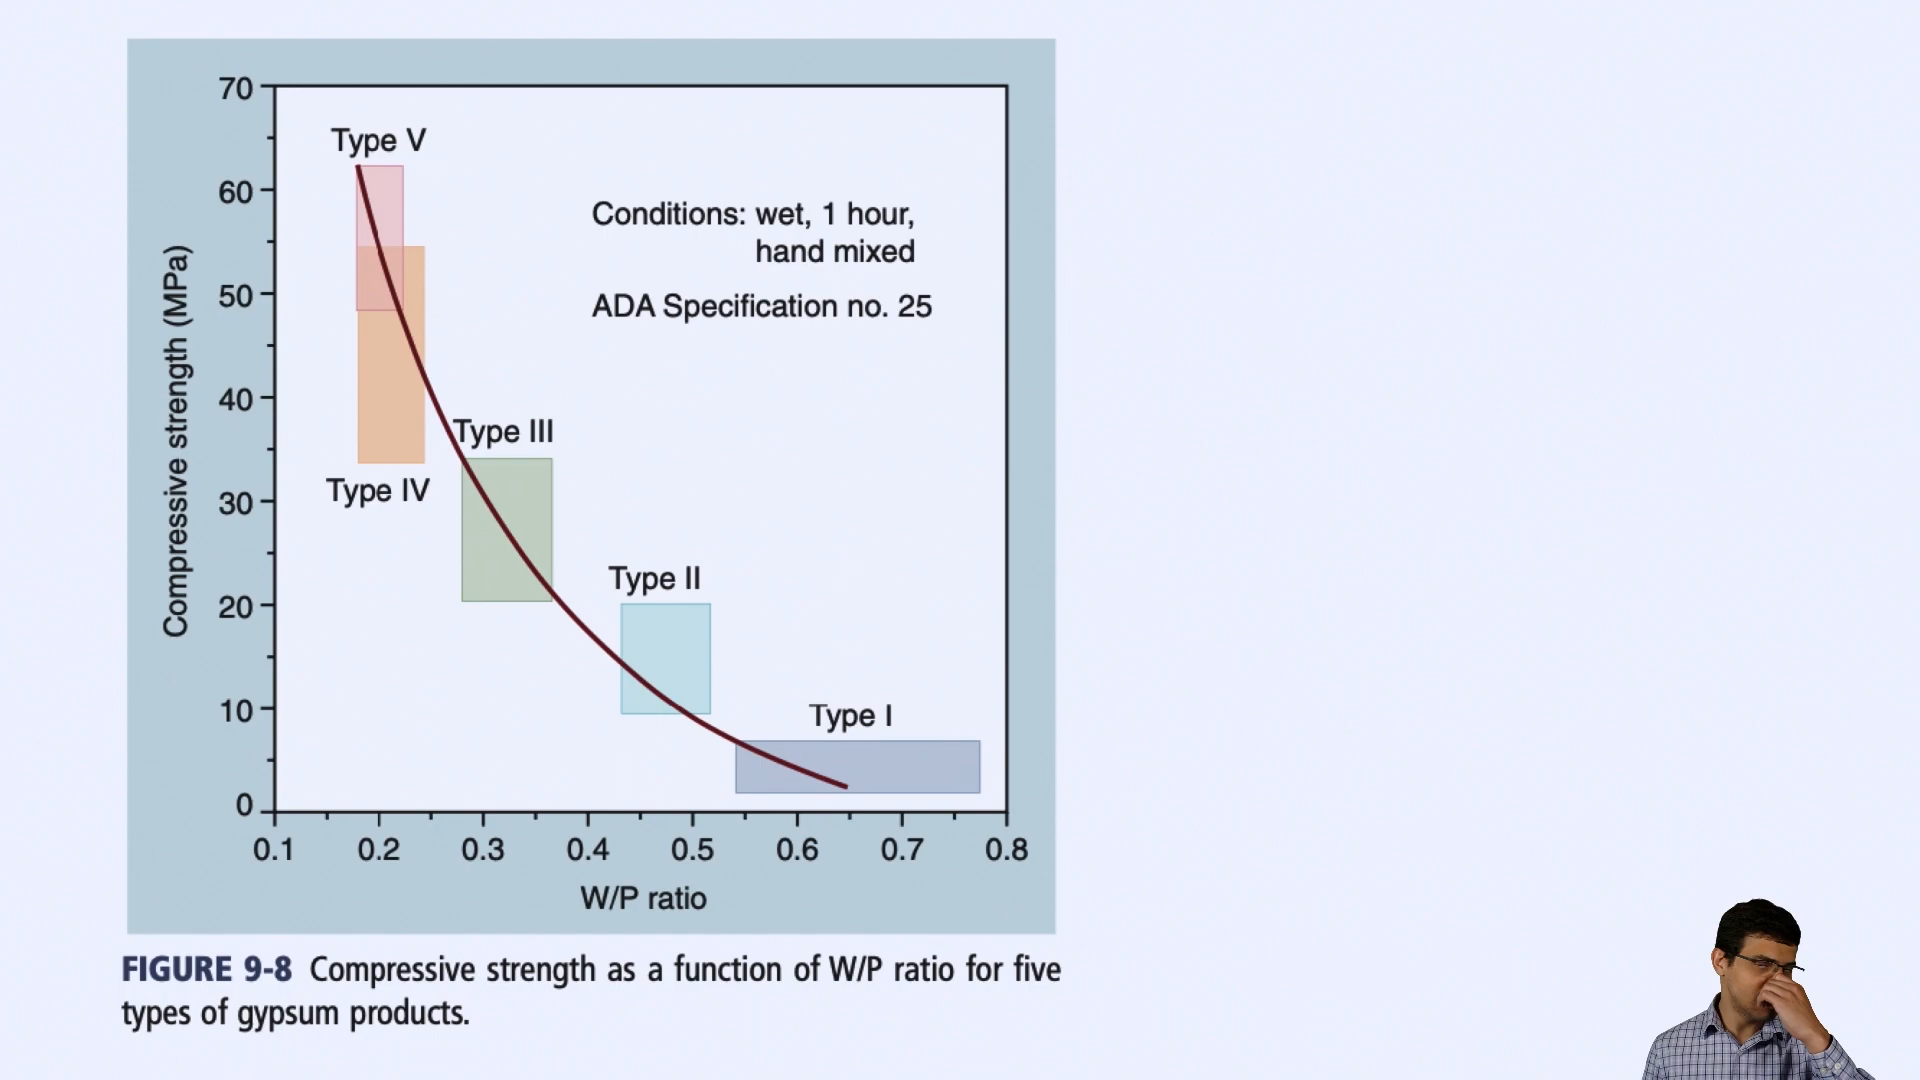 70
60
50
40
30
20
10
0
Compressive strength (MPa)
Type V
Type IV
Type III
Type II
Type I
Conditions: wet, 1 hour,
hand mixed
ADA Specification no. 25
0.1 0.2 0.3 0.4 0.5 0.6 0.7 0.8
W/P ratio
FIGURE 9-8 Compressive strength as a function of W/P ratio for five
types of gypsum products.